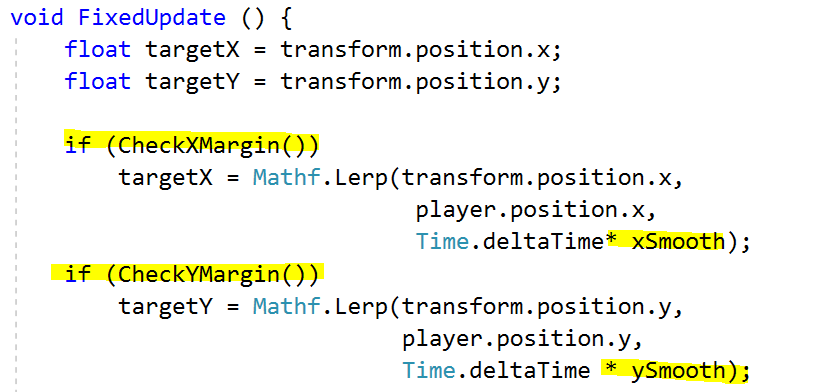 void FixedUpdate () {
float targetX = transform.position.x;
float targetY = transform.position.y;
if (CheckXMargin())
targetX = Mathf.Lerp(transform.position.x,
player.position.x,
Time.deltaTime* xSmooth);
if (CheckYMargin())
targetY = Mathf.Lerp(transform.position.y,
player.position.y,
Time.deltaTime * ySmooth);